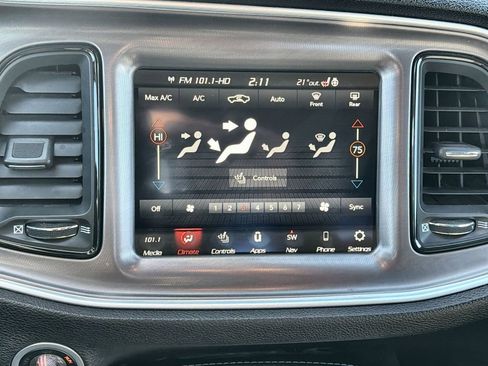 FM 101.1-HD 2:11 21°out
Max A/C A/C Auto Front Rear
HI 75
Controls
Off 1 2 3 4 5 6 7 Sync
101.1 SW
Media Climate Controls Apps Nav Phone Settings